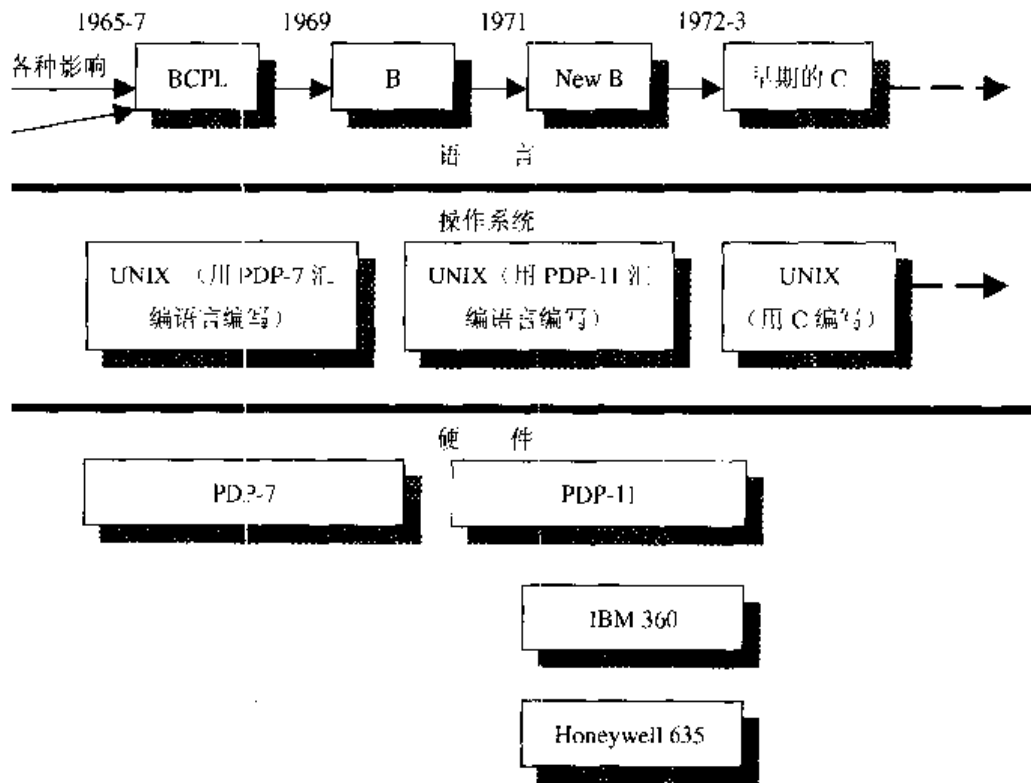 1965-7
1969
1971
1972-3
各种影响
BCPL
B
New B
早期的 C
语 言
操作系统
UNIX （用 PDP-7 汇
编语言编写）
UNIX（用 PDP-11 汇
编语言编写）
UNIX
（用 C 编写）
硬 件
PDP-7
PDP-11
IBM 360
Honeywell 635